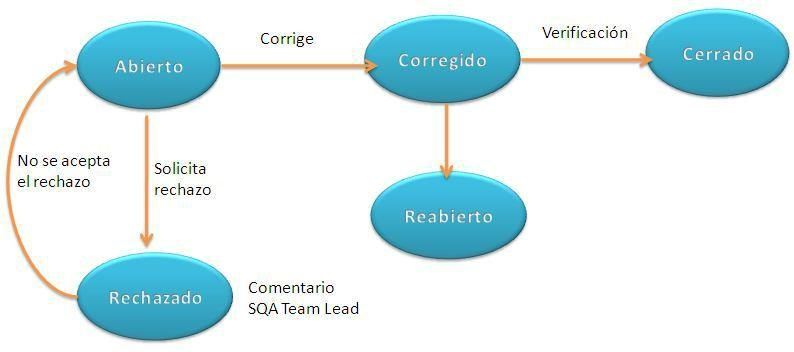 Abierto
Corrige
Corregido
Verificación
Cerrado
No se acepta
el rechazo
Solicita
rechazo
Reabierto
Rechazado
Comentario
SQA Team Lead